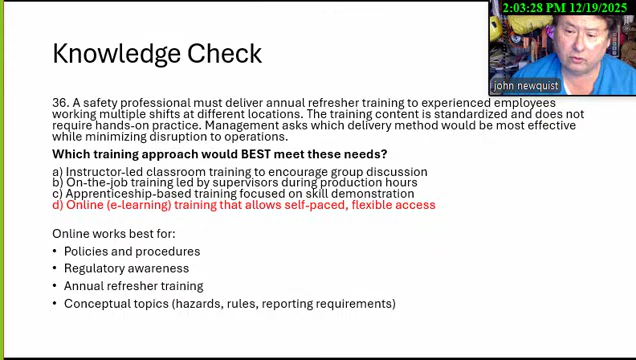 2:03:28 PM 12/19/2025
john newquist
Knowledge Check
36. A safety professional must deliver annual refresher training to experienced employees
working multiple shifts at different locations. The training content is standardized and does not
require hands-on practice. Management asks which delivery method would be most effective
while minimizing disruption to operations.
Which training approach would BEST meet these needs?
a) Instructor-led classroom training to encourage group discussion
b) On-the-job training led by supervisors during production hours
c) Apprenticeship-based training focused on skill demonstration
d) Online (e-learning) training that allows self-paced, flexible access
Online works best for:
• Policies and procedures
• Regulatory awareness
• Annual refresher training
• Conceptual topics (hazards, rules, reporting requirements)